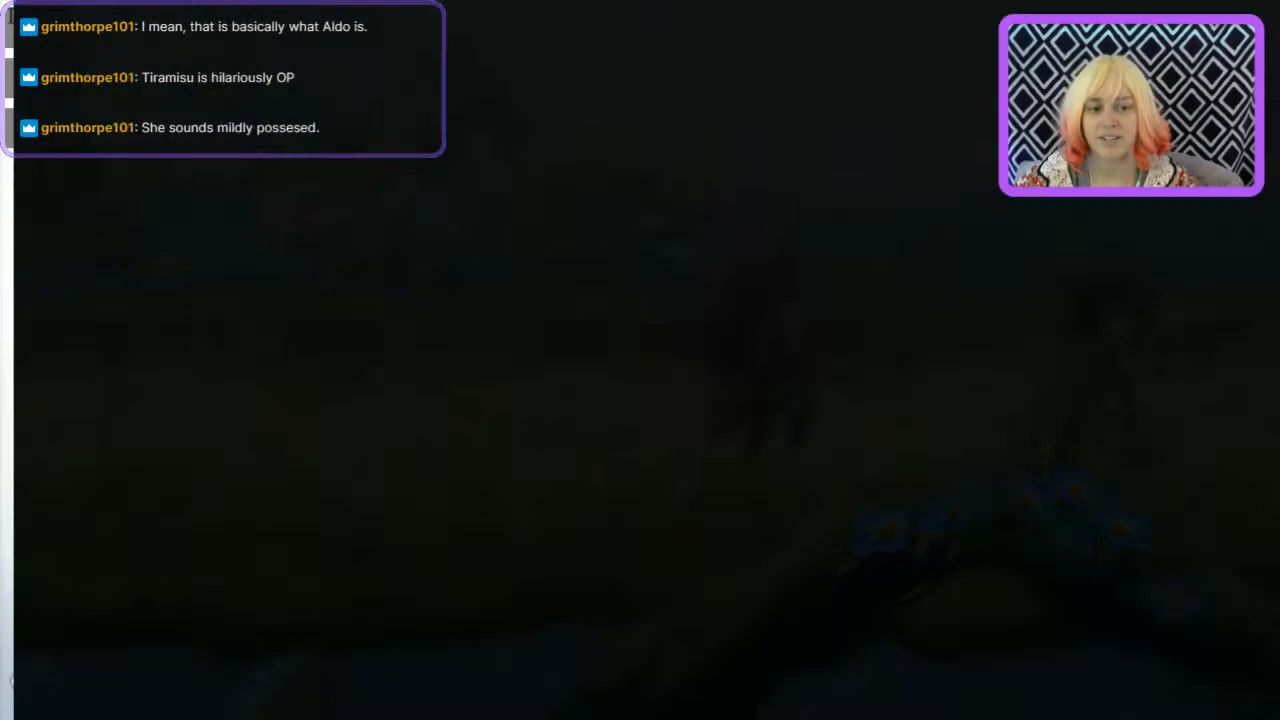 grimthorpe101: I mean, that is basically what Aldo is.
grimthorpe101: Tiramisu is hilariously OP
grimthorpe101: She sounds mildly possesed.